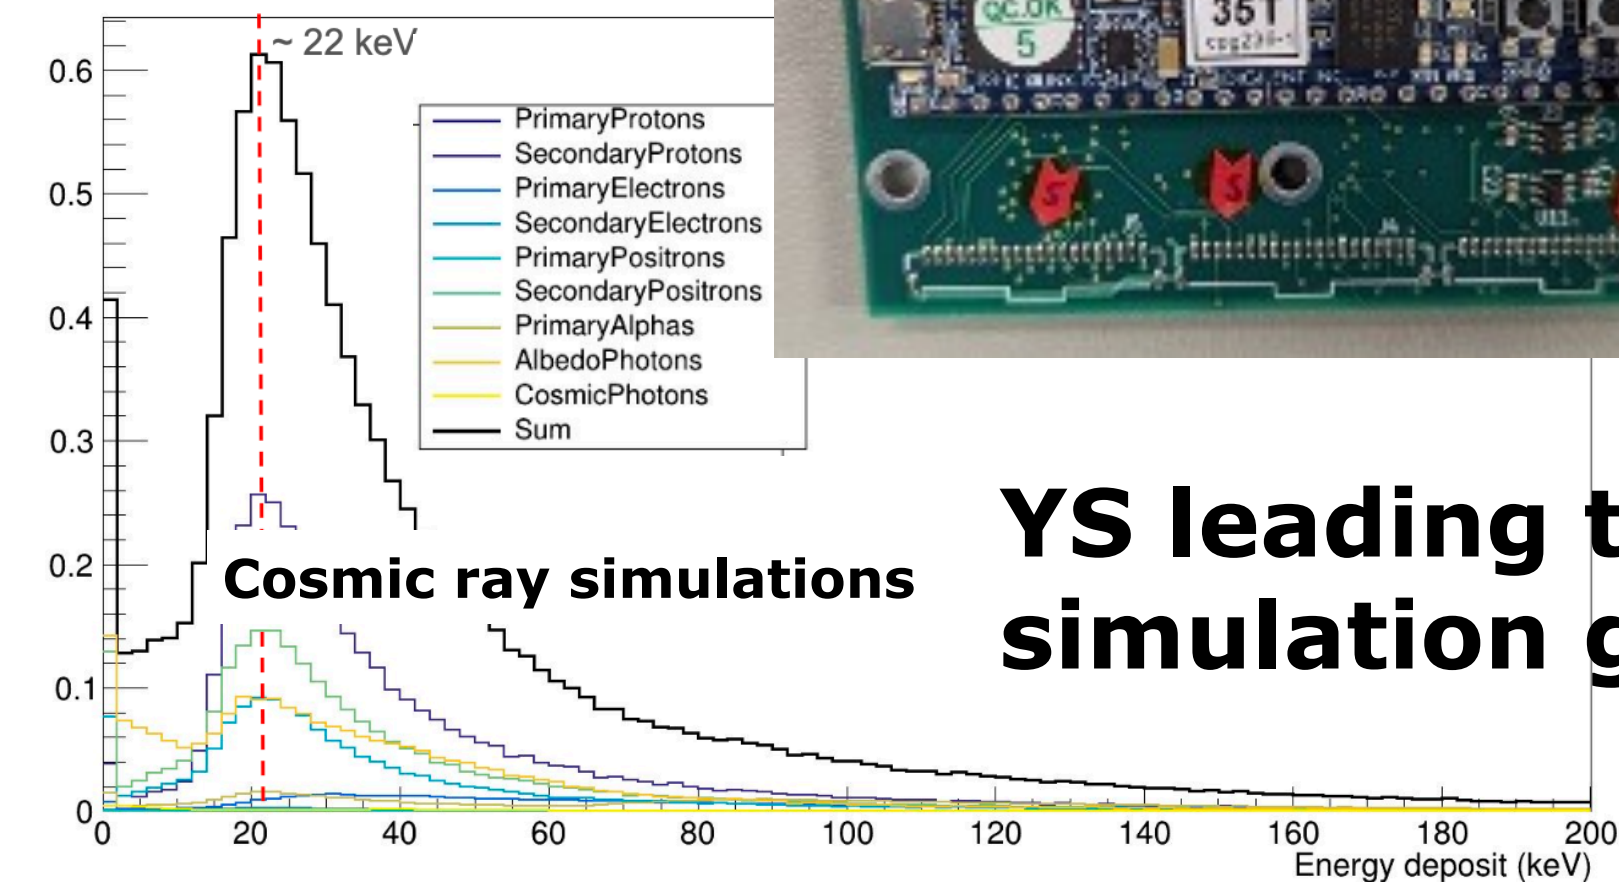 ~ 22 keV
0.6
0.5
0.4
0.3
0.2
0.1
0
PrimaryProtons
SecondaryProtons
PrimaryElectrons
SecondaryElectrons
PrimaryPositrons
SecondaryPositrons
PrimaryAlphas
AlbedoPhotons
CosmicPhotons
Sum
QC.OK
5
35T
S
S
Cosmic ray simulations
YS leading
simulation
0 20 40 60 80 100 120 140 160 180 200
Energy deposit (keV)